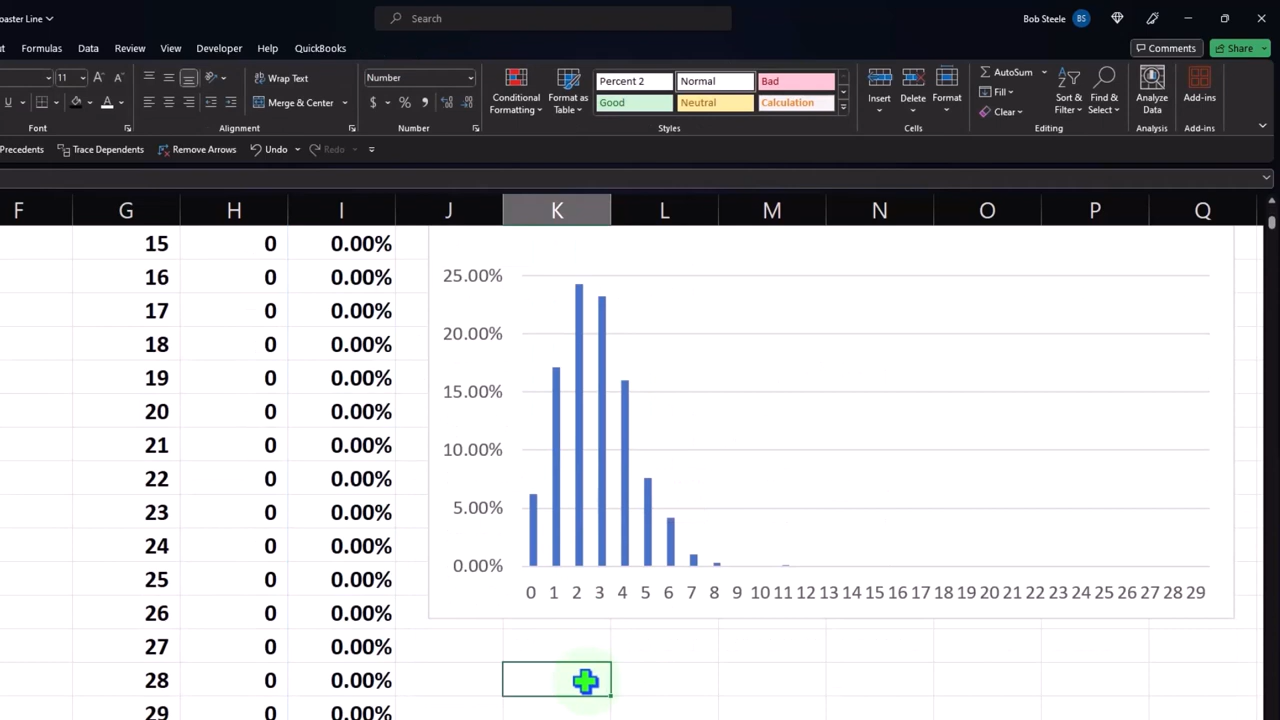 oaster Line
Search
Bob Steele BS
ut Formulas Data Review View Developer Help QuickBooks
Comments Share
11 A A Wrap Text Number
Conditional Formatting Format as Table
Percent 2 Normal Bad
Good Neutral Calculation
Insert Delete Format
AutoSum Fill Clear
Sort & Filter Find & Select
Analyze Data Add-ins
U A Merge & Center $ %
Font Alignment Number Styles Cells Editing Analysis Add-ins
Precedents Trace Dependents Remove Arrows Undo Redo
F G H I J K L M N O P Q
15 0 0.00%
16 0 0.00%
17 0 0.00%
18 0 0.00%
19 0 0.00%
20 0 0.00%
21 0 0.00%
22 0 0.00%
23 0 0.00%
24 0 0.00%
25 0 0.00%
26 0 0.00%
27 0 0.00%
28 0 0.00%
29 0 0.00%
25.00%
20.00%
15.00%
10.00%
5.00%
0.00%
0 1 2 3 4 5 6 7 8 9 10 11 12 13 14 15 16 17 18 19 20 21 22 23 24 25 26 27 28 29